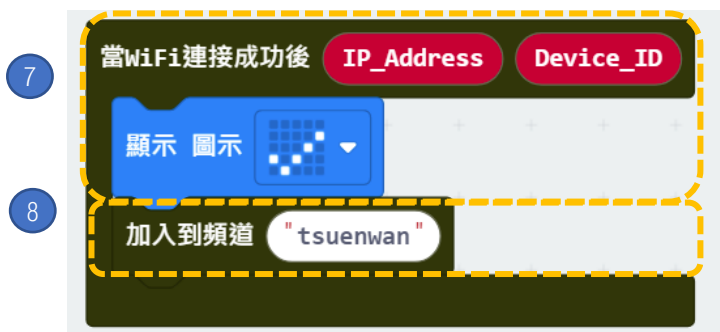 7
當WiFi連接成功後 IP_Address Device_ID
顯示 圖示
8
加入到頻道 "tsuenwan"